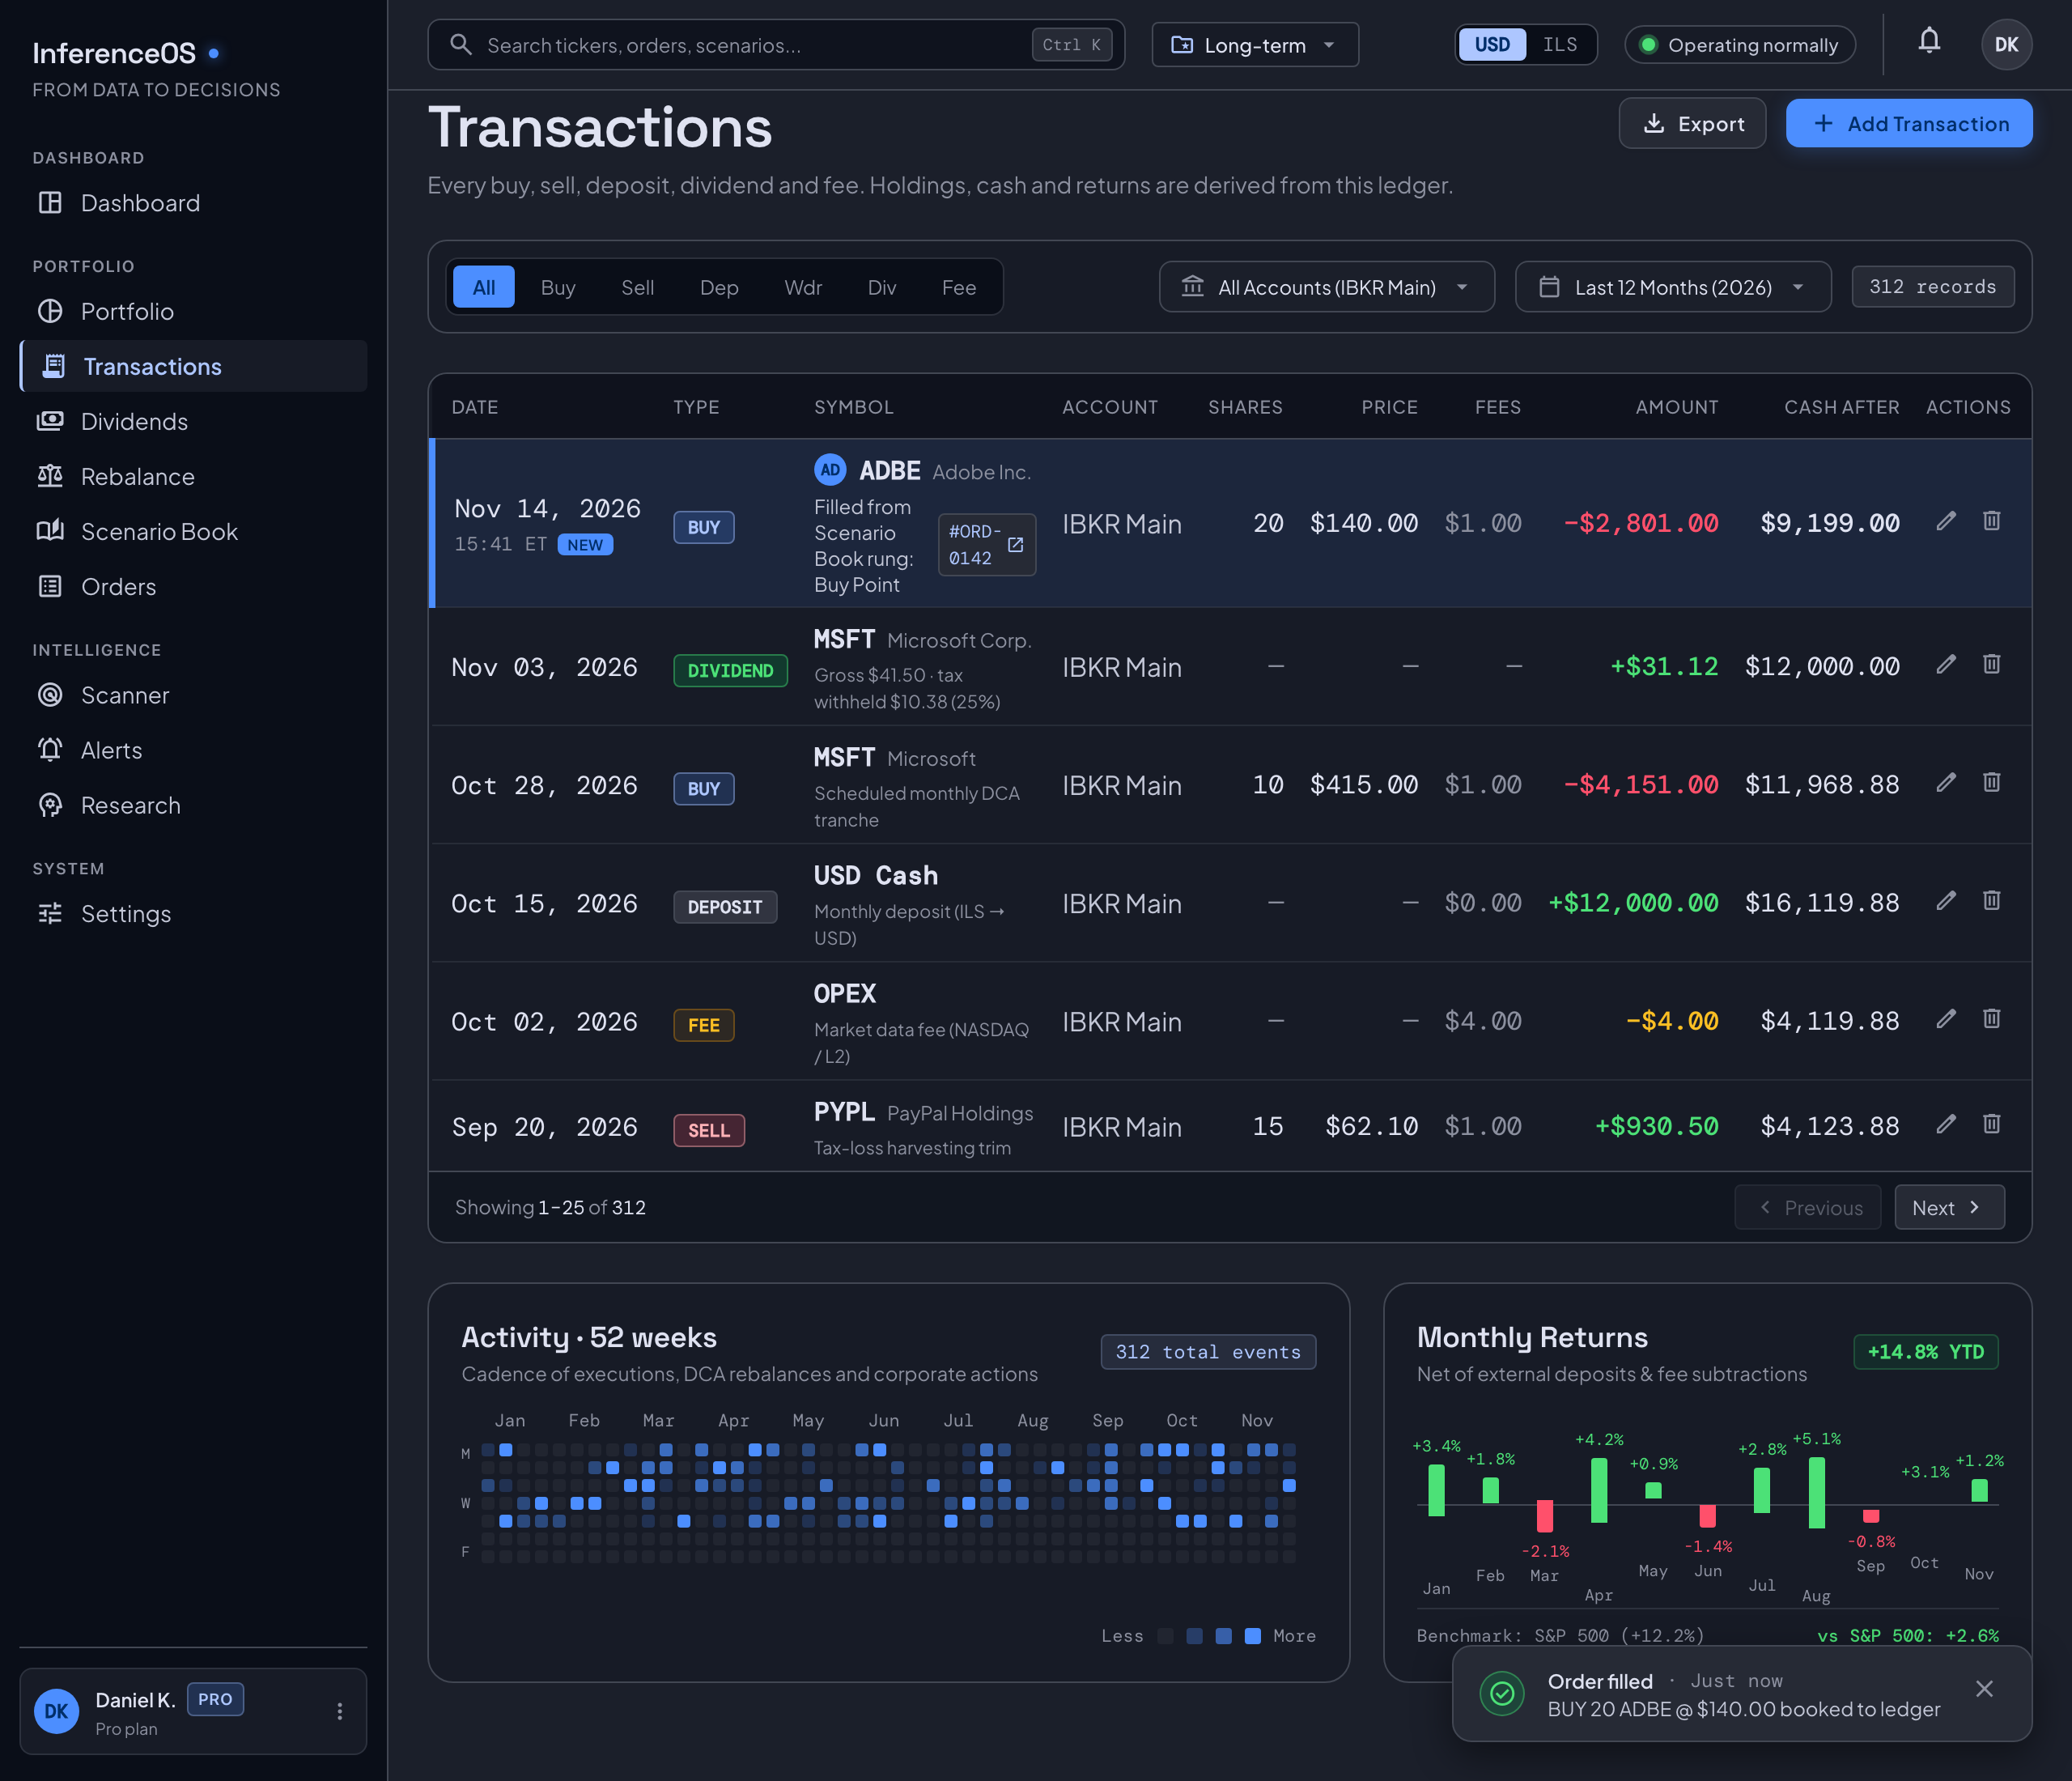 InferenceOS
FROM DATA TO DECISIONS
DASHBOARD
Dashboard
PORTFOLIO
Portfolio
Transactions
Dividends
Rebalance
Scenario Book
Orders
INTELLIGENCE
Scanner
Alerts
Research
SYSTEM
Settings
DK Daniel K. PRO
Pro plan
Search tickers, orders, scenarios... Ctrl K Long-term USD ILS Operating normally DK
Transactions
Export Add Transaction
Every buy, sell, deposit, dividend and fee. Holdings, cash and returns are derived from this ledger.
All Buy Sell Dep Wdr Div Fee All Accounts (IBKR Main) Last 12 Months (2026) 312 records
DATE TYPE SYMBOL ACCOUNT SHARES PRICE FEES AMOUNT CASH AFTER ACTIONS
Nov 14, 2026
15:41 ET NEW
BUY
AD ADBE Adobe Inc.
Filled from
Scenario
Book rung:
Buy Point
#ORD-
0142
IBKR Main 20 $140.00 $1.00 −$2,801.00 $9,199.00
Nov 03, 2026 DIVIDEND
MSFT Microsoft Corp.
Gross $41.50 · tax
withheld $10.38 (25%)
IBKR Main — — — +$31.12 $12,000.00
Oct 28, 2026 BUY
MSFT Microsoft
Scheduled monthly DCA
tranche
IBKR Main 10 $415.00 $1.00 −$4,151.00 $11,968.88
Oct 15, 2026 DEPOSIT
USD Cash
Monthly deposit (ILS →
USD)
IBKR Main — — $0.00 +$12,000.00 $16,119.88
Oct 02, 2026 FEE
OPEX
Market data fee (NASDAQ
/ L2)
IBKR Main — — $4.00 −$4.00 $4,119.88
Sep 20, 2026 SELL
PYPL PayPal Holdings
Tax-loss harvesting trim
IBKR Main 15 $62.10 $1.00 +$930.50 $4,123.88
Showing 1–25 of 312 Previous Next
Activity · 52 weeks
Cadence of executions, DCA rebalances and corporate actions
312 total events
Jan Feb Mar Apr May Jun Jul Aug Sep Oct Nov
M
W
F
Less More
Monthly Returns
Net of external deposits & fee subtractions
+14.8% YTD
+3.4% +1.8% -2.1% +4.2% +0.9% -1.4% +2.8% +5.1% -0.8% +3.1% +1.2%
Jan Feb Mar Apr May Jun Jul Aug Sep Oct Nov
Benchmark: S&P 500 (+12.2%) vs S&P 500: +2.6%
Order filled · Just now
BUY 20 ADBE @ $140.00 booked to ledger